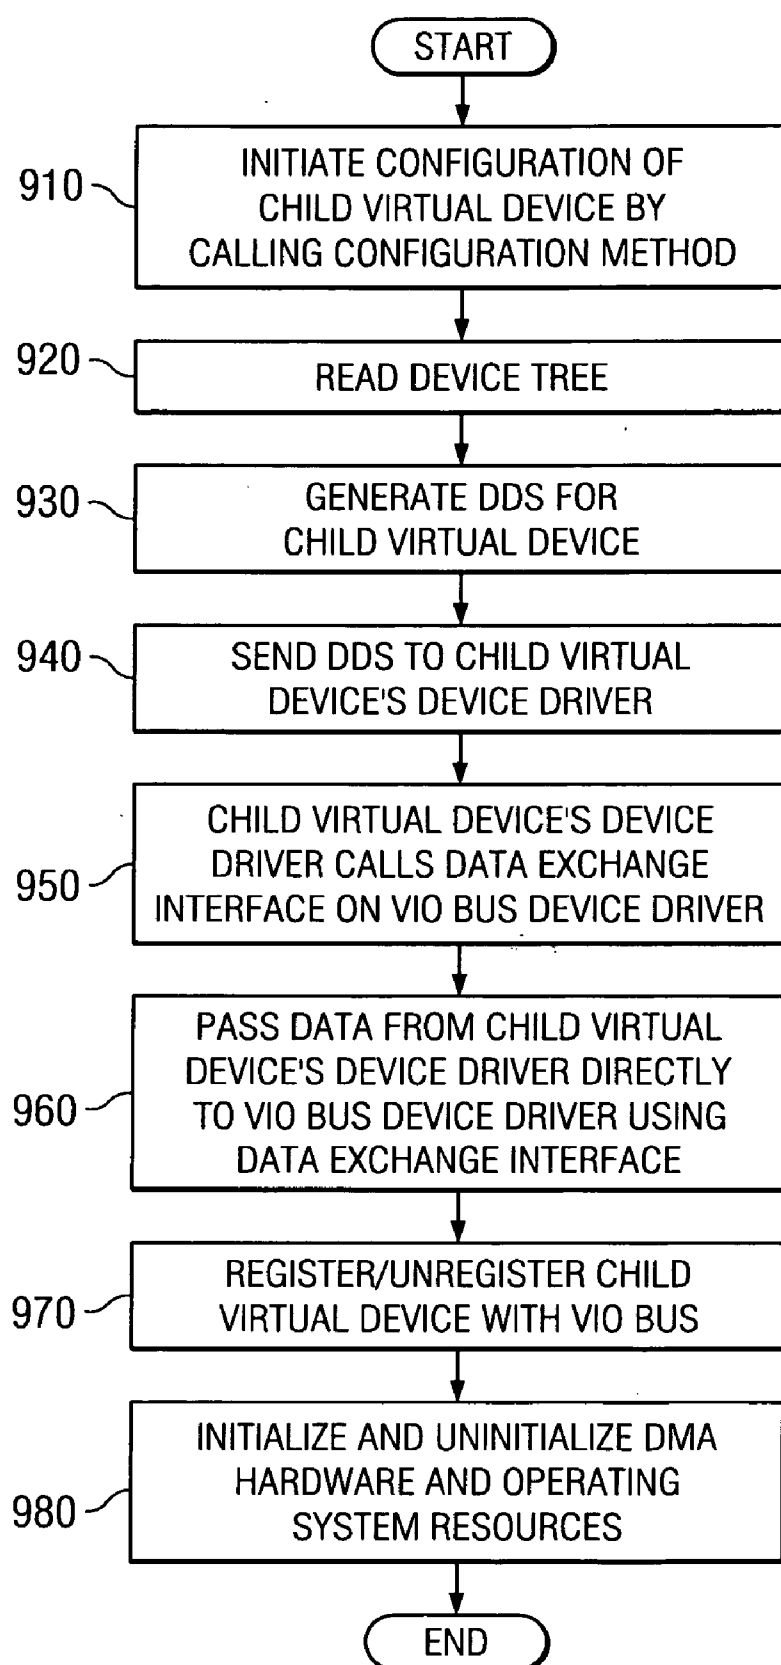 START
910
INITIATE CONFIGURATION OF
CHILD VIRTUAL DEVICE BY
CALLING CONFIGURATION METHOD
920
READ DEVICE TREE
930
GENERATE DDS FOR
CHILD VIRTUAL DEVICE
940
SEND DDS TO CHILD VIRTUAL
DEVICE'S DEVICE DRIVER
950
CHILD VIRTUAL DEVICE'S DEVICE
DRIVER CALLS DATA EXCHANGE
INTERFACE ON VIO BUS DEVICE DRIVER
960
PASS DATA FROM CHILD VIRTUAL
DEVICE'S DEVICE DRIVER DIRECTLY
TO VIO BUS DEVICE DRIVER USING
DATA EXCHANGE INTERFACE
970
REGISTER/UNREGISTER CHILD
VIRTUAL DEVICE WITH VIO BUS
980
INITIALIZE AND UNINITIALIZE DMA
HARDWARE AND OPERATING
SYSTEM RESOURCES
END